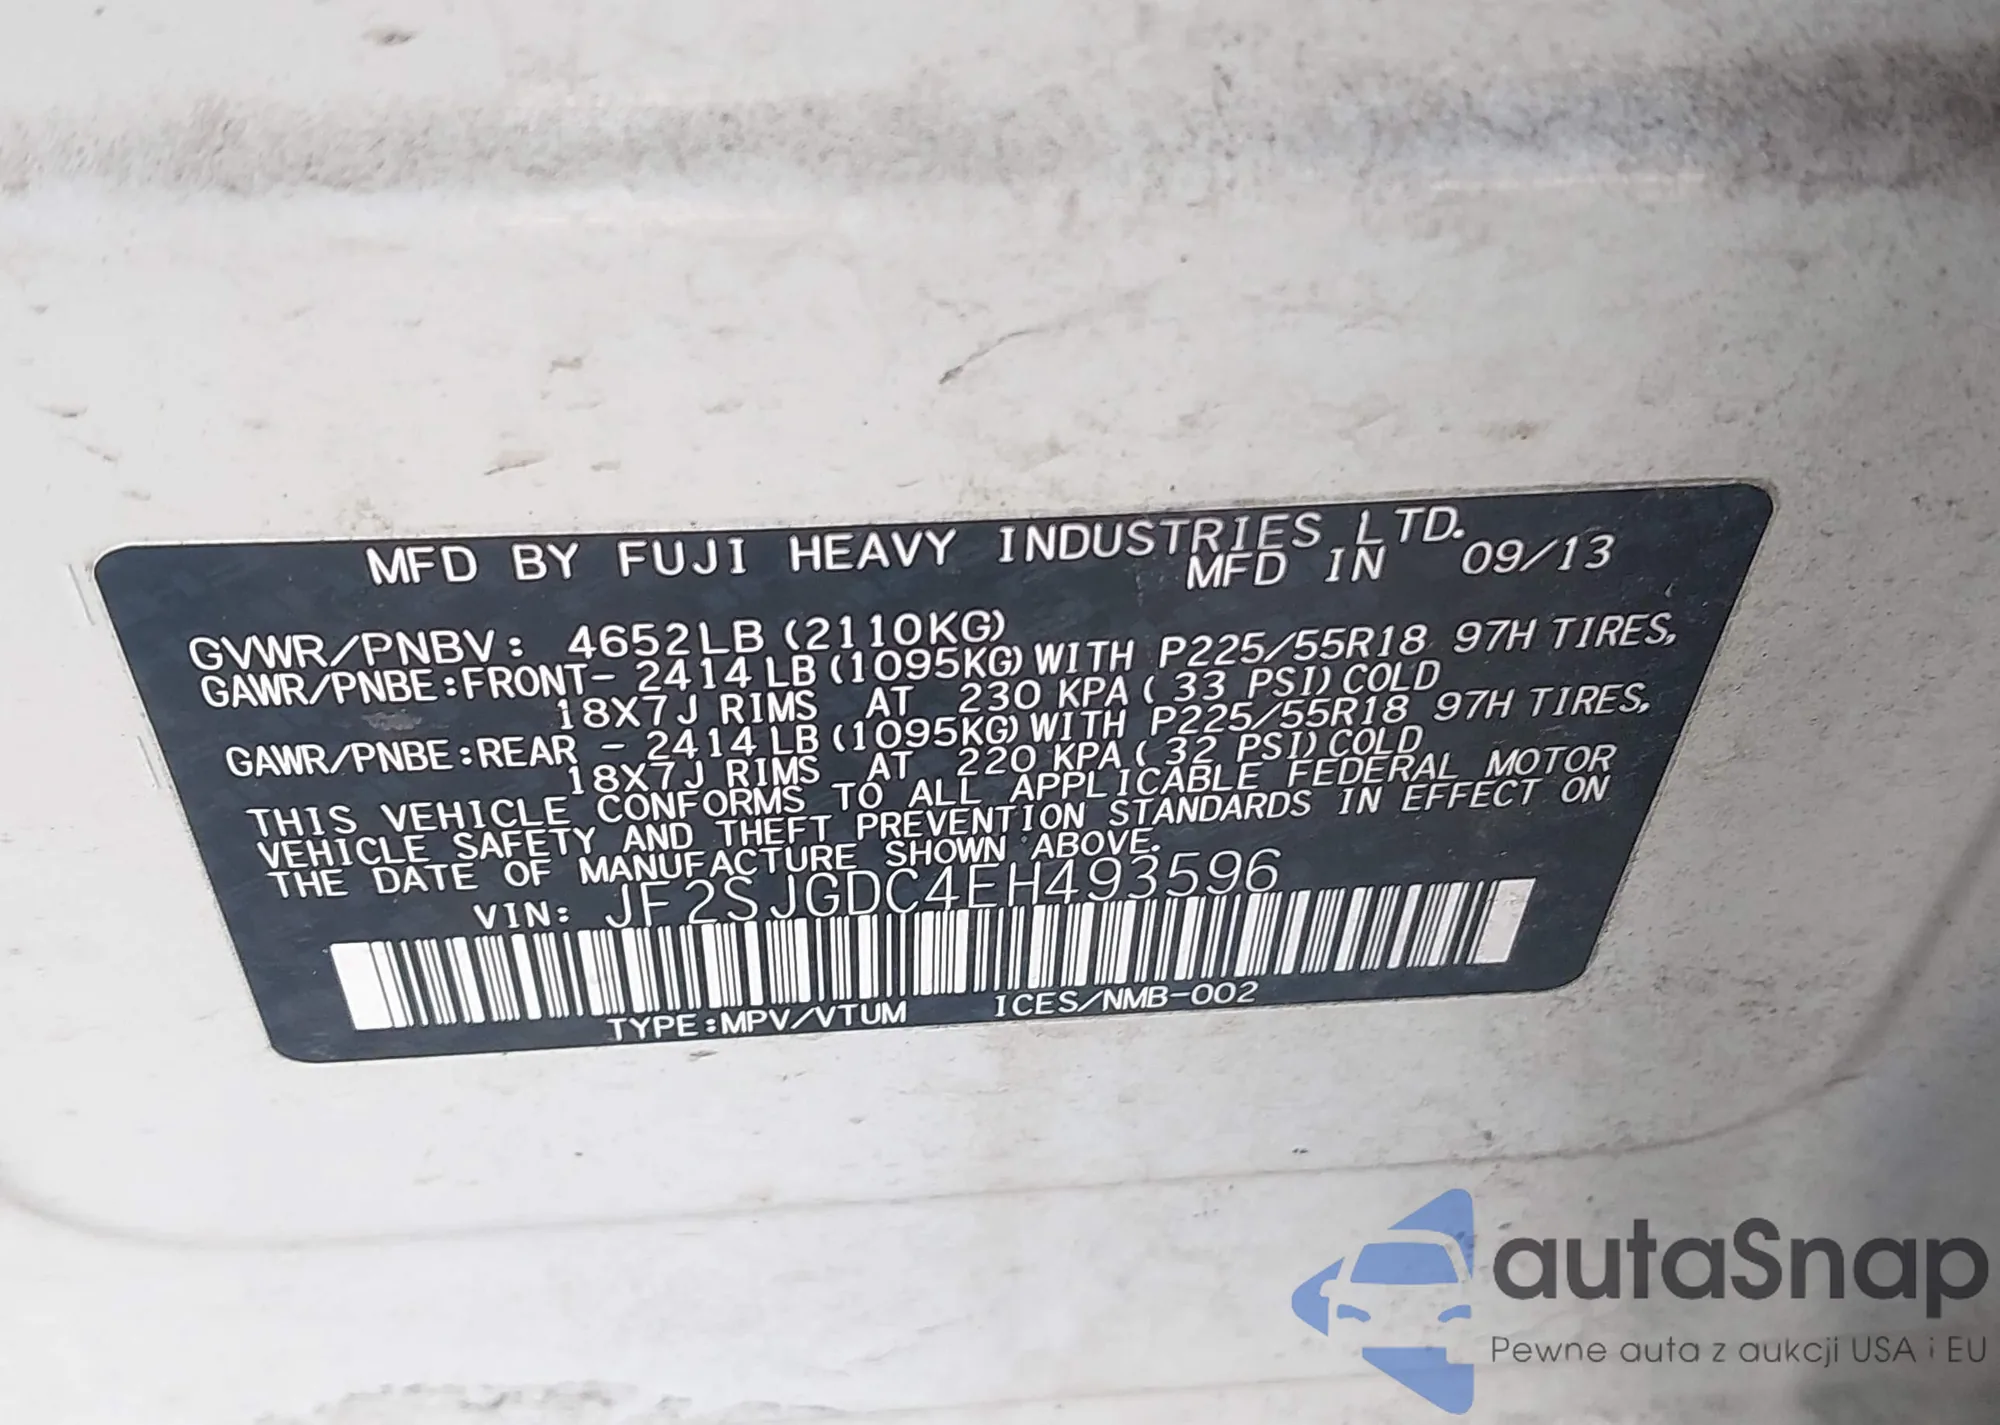 MFD BY FUJI HEAVY INDUSTRIES LTD.
MFD IN 09/13
GVWR/PNBV: 4652LB (2110KG)
GAWR/PNBE:FRONT- 2414LB (1095KG) WITH P225/55R18 97H TIRES,
18X7J RIMS AT 230 KPA ( 33 PSI) COLD
GAWR/PNBE:REAR - 2414LB (1095KG) WITH P225/55R18 97H TIRES,
18X7J RIMS AT 220 KPA ( 32 PSI) COLD
THIS VEHICLE CONFORMS TO ALL APPLICABLE FEDERAL MOTOR
VEHICLE SAFETY AND THEFT PREVENTION STANDARDS IN EFFECT ON
THE DATE OF MANUFACTURE SHOWN ABOVE.
VIN: JF2SJGDC4EH493596
TYPE:MPV/VTUM ICES/NMB-002
autaSnap
Pewne auta z aukcji USA i EU